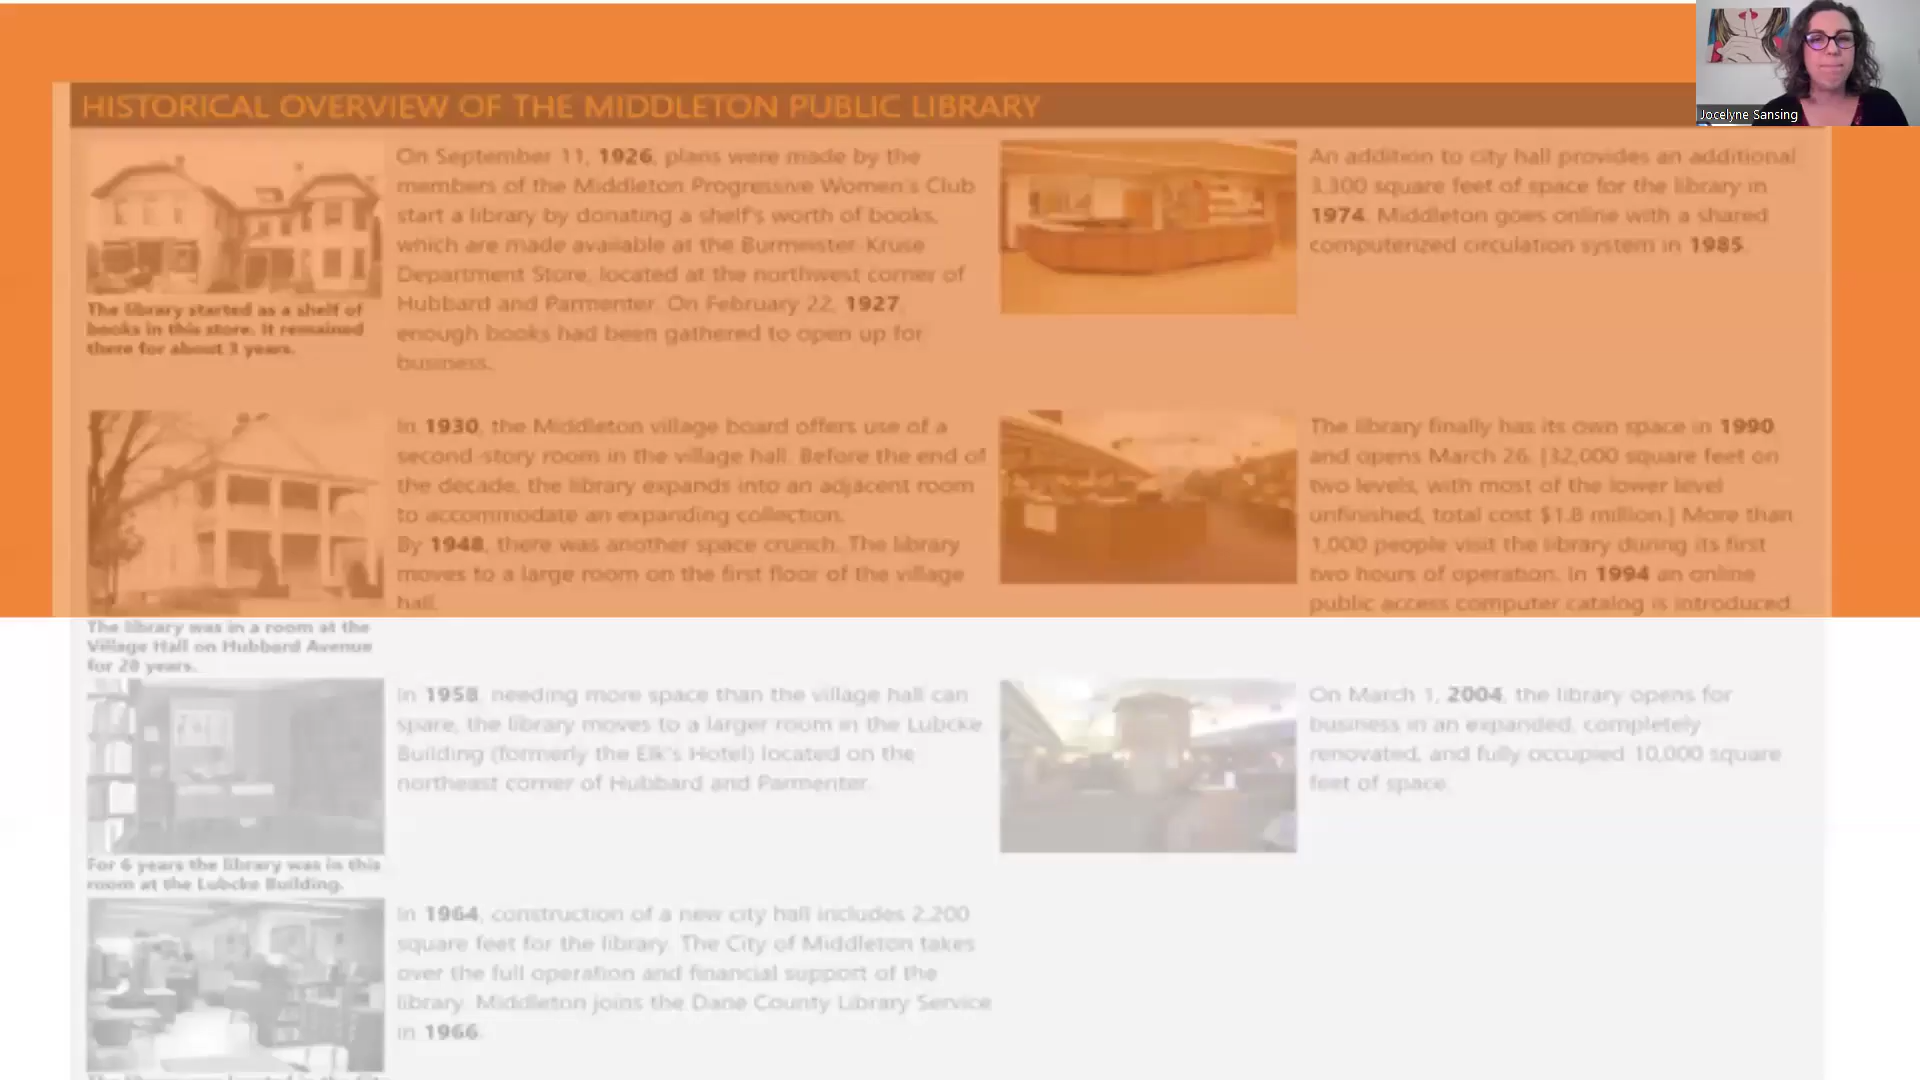 HISTORICAL OVERVIEW OF THE MIDDLETON PUBLIC LIBRARY
Jocelyne Sansing
On September 11, 1926, plans were made by the
members of the Middleton Progressive Women's Club
start a library by donating a shelf's worth of books,
which are made available at the Burmeister-Kruse
Department Store, located at the northwest corner of
Hubbard and Parmenter. On February 22, 1927,
enough books had been gathered to open up for
business.
The library started as a shelf of
books in this store. It remained
there for about 3 years.
In 1930, the Middleton village board offers use of a
second-story room in the village hall. Before the end of
the decade, the library expands into an adjacent room
to accommodate an expanding collection.
By 1948, there was another space crunch. The library
moves to a large room on the first floor of the village
hall.
The library was in a room at the
Village Hall on Hubbard Avenue
for 28 years.
In 1958, needing more space than the village hall can
spare, the library moves to a larger room in the Lubcke
Building (formerly the Elk's Hotel) located on the
northeast corner of Hubbard and Parmenter.
For 6 years the library was in this
room at the Lubcke Building.
In 1964, construction of a new city hall includes 2,200
square feet for the library. The City of Middleton takes
over the full operation and financial support of the
library. Middleton joins the Dane County Library Service
in 1966.
An addition to city hall provides an additional
3,300 square feet of space for the library in
1974. Middleton goes online with a shared
computerized circulation system in 1985.
The library finally has its own space in 1990
and opens March 26. [32,000 square feet on
two levels, with most of the lower level
unfinished, total cost $1.8 million.] More than
1,000 people visit the library during its first
two hours of operation. In 1994 an online
public access computer catalog is introduced.
On March 1, 2004, the library opens for
business in an expanded, completely
renovated, and fully occupied 10,000 square
feet of space.